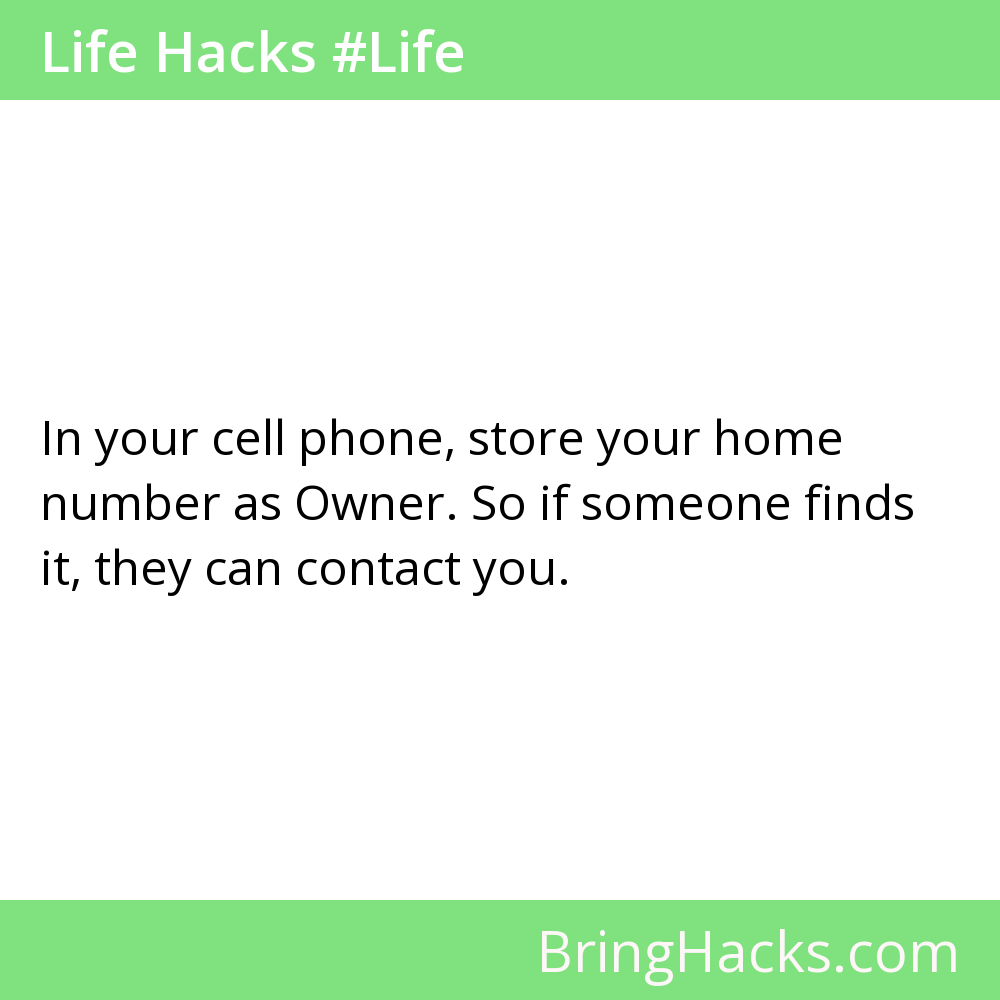 Life Hacks #Life
In your cell phone, store your home
number as Owner. So if someone finds
it, they can contact you.
BringHacks.com